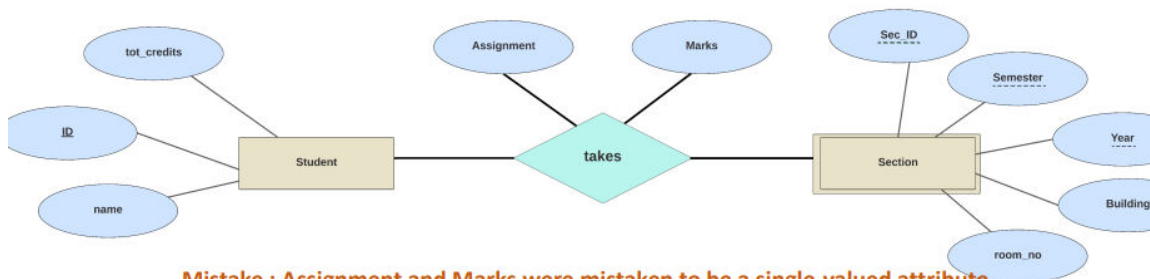 Sec_ID
Assignment
Marks
tot_credits
Semester
ID
Year
Student
takes
Section
name
Building
room_no
Mistake : Assignment and Marks were mistaken to be a single-valued attribute